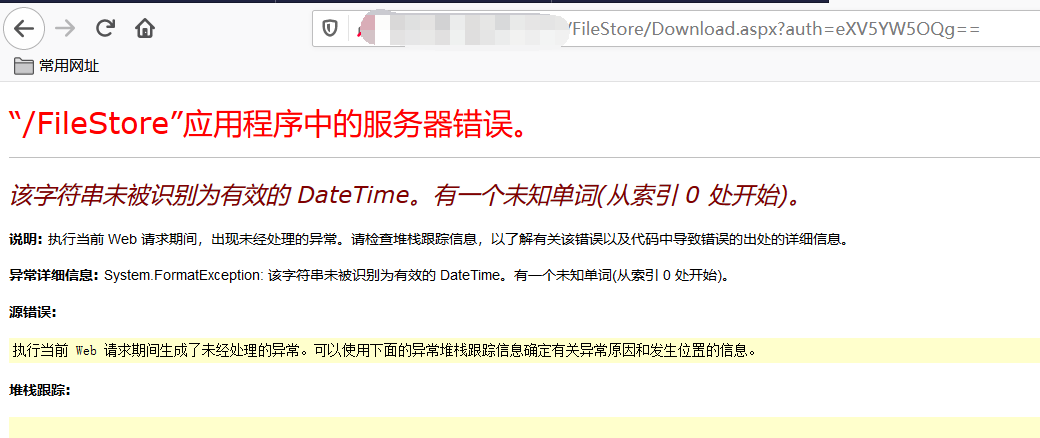 /FileStore/Download.aspx?auth=eXV5YW5OQg==
常用网址
“/FileStore”应用程序中的服务器错误。
该字符串未被识别为有效的 DateTime。有一个未知单词(从索引 0 处开始)。
说明: 执行当前 Web 请求期间，出现未经处理的异常。请检查堆栈跟踪信息，以了解有关该错误以及代码中导致错误的出处的详细信息。
异常详细信息: System.FormatException: 该字符串未被识别为有效的 DateTime。有一个未知单词(从索引 0 处开始)。
源错误:
执行当前 Web 请求期间生成了未经处理的异常。可以使用下面的异常堆栈跟踪信息确定有关异常原因和发生位置的信息。
堆栈跟踪: